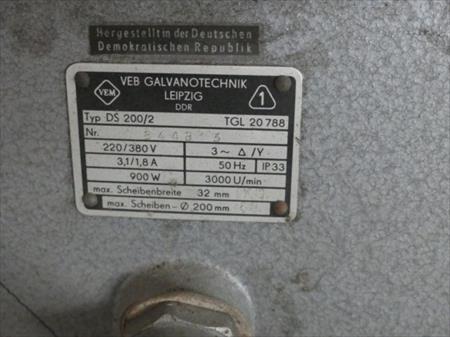 Hergestellt in der Deutschen
Demokratischen Republik
VEM
VEB GALVANOTECHNIK
LEIPZIG
DDR
1
Typ DS 200/2 TGL 20 788
Nr.
220/380 V 3~ Δ/Y
3,1/1,8 A 50 Hz IP 33
900 W 3000 U/min
max. Scheibenbreite 32 mm
max. Scheiben-Ø 200 mm